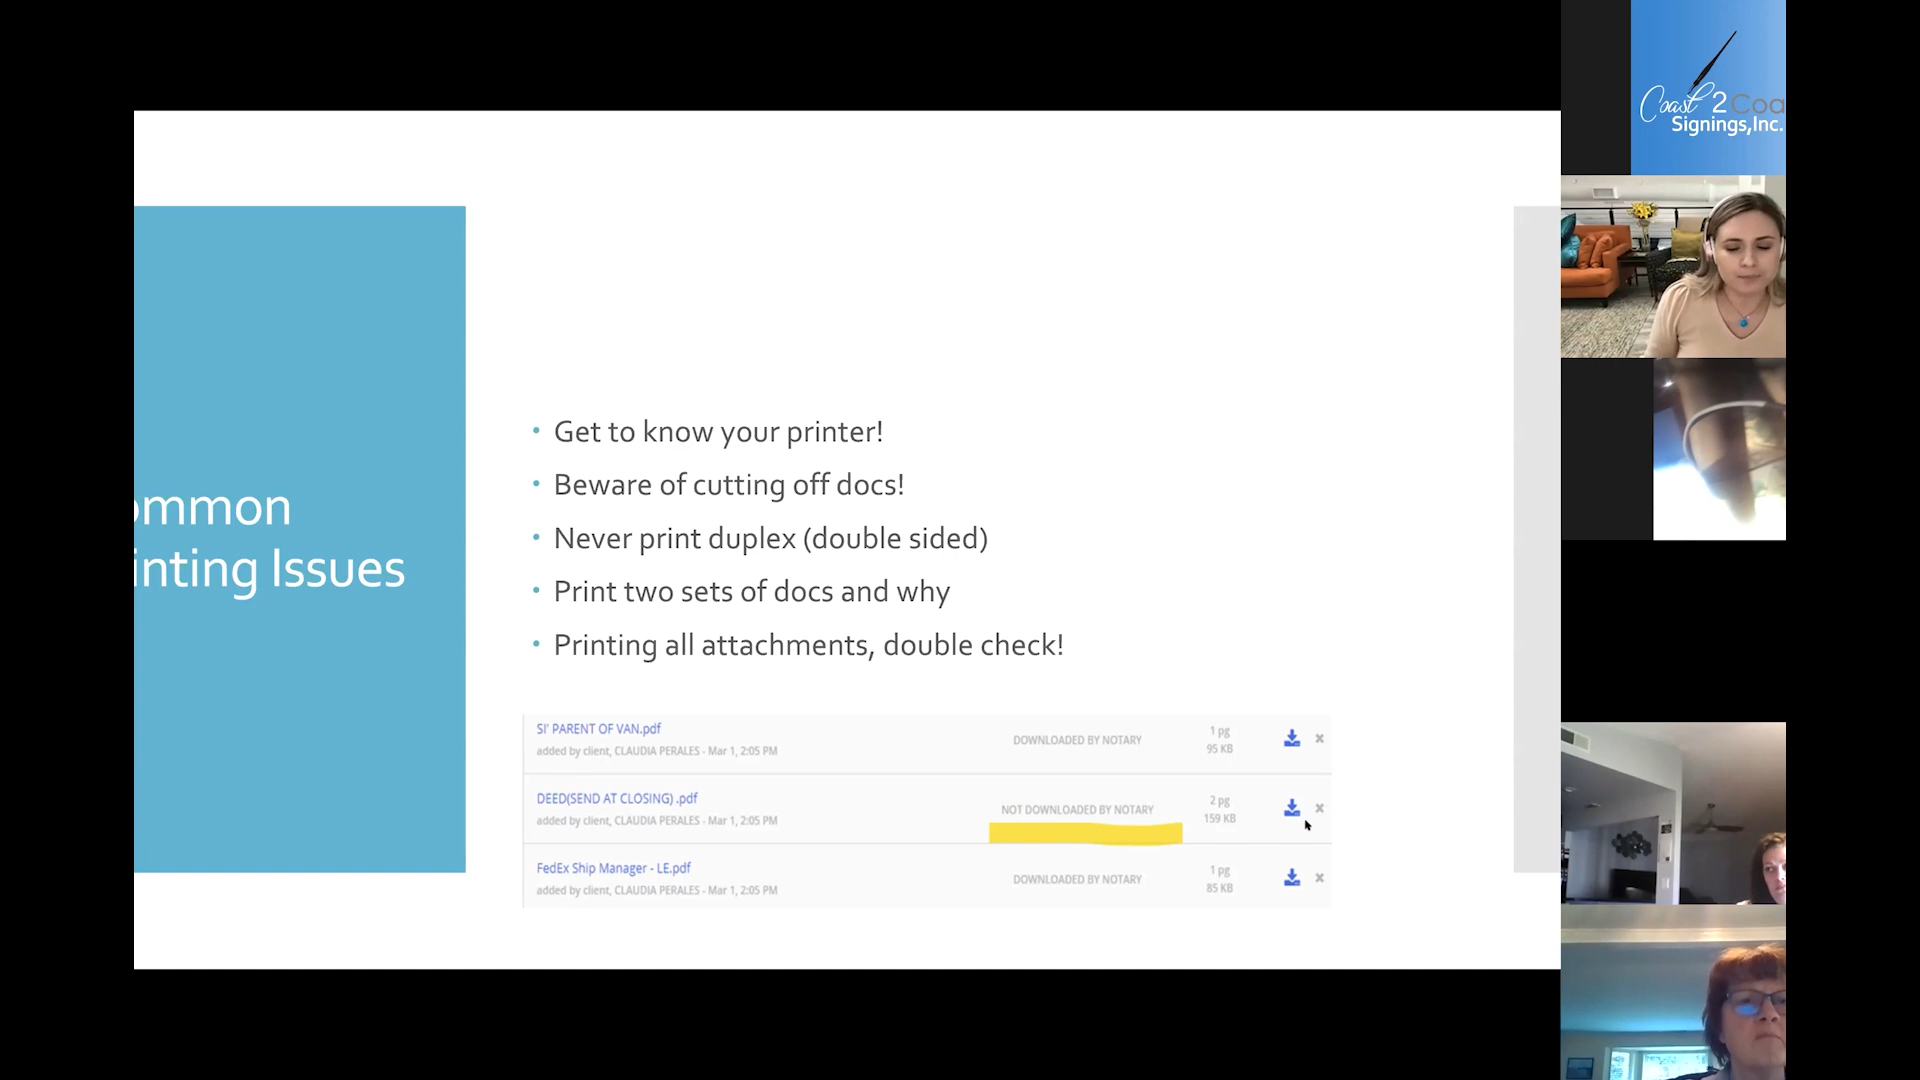 ommon
inting Issues
• Get to know your printer!
• Beware of cutting off docs!
• Never print duplex (double sided)
• Print two sets of docs and why
• Printing all attachments, double check!
SI' PARENT OF VAN.pdf
added by client, CLAUDIA PERALES - Mar 1, 2:05 PM
DOWNLOADED BY NOTARY
1 pg
95 KB
DEED(SEND AT CLOSING) .pdf
added by client, CLAUDIA PERALES - Mar 1, 2:05 PM
NOT DOWNLOADED BY NOTARY
2 pg
159 KB
FedEx Ship Manager - LE.pdf
added by client, CLAUDIA PERALES - Mar 1, 2:05 PM
DOWNLOADED BY NOTARY
1 pg
85 KB
Coast 2 Coa
Signings,Inc.